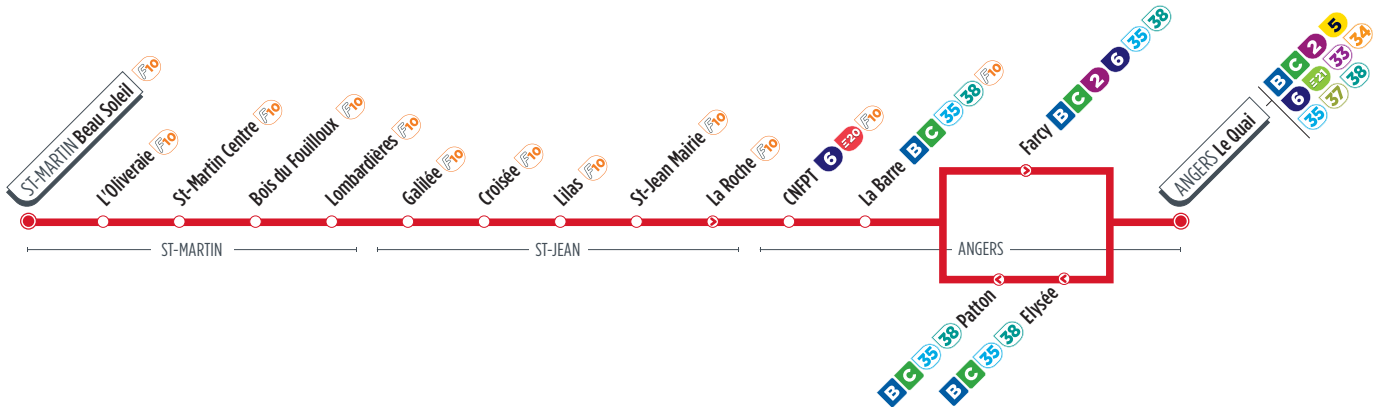 ST-MARTIN Beau Soleil F10
L'Oliveraie F10
St-Martin Centre F10
Bois du Fouilloux F10
Lombardières F10
Galilée F10
Croisée F10
Lilas F10
St-Jean Mairie F10
La Roche F10
CNFPT 6 20 F10
La Barre B C 35 38 F10
Farcy B C 2 6 35 38
ANGERS Le Quai
B C 2 5
6 21 33 34
35 37 38
ST-MARTIN
ST-JEAN
ANGERS
B C 35 38 Patton
B C 35 38 Elysée